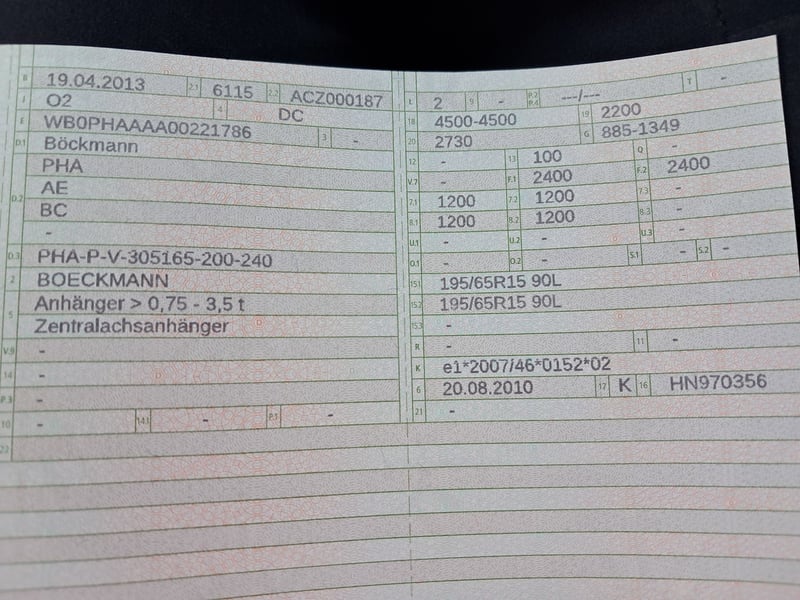 B 19.04.2013 2.1 6115 2.2 ACZ000187
J O2 4 DC
E WB0PHAAAA00221786 3 -
D.1 Böckmann
PHA
AE
D.2 BC
-
D.3 PHA-P-V-305165-200-240
2 BOECKMANN
5 Anhänger > 0,75 - 3,5 t
Zentralachsanhänger
V.9 -
14 -
P.3 -
10 - 14.1 - P.1 -
22
L 2 9 - P.2 P.4 ---/--- T -
18 4500-4500 19 2200
20 2730 G 885-1349
12 - 13 100 Q -
V.7 - F.1 2400 F.2 2400
7.1 1200 7.2 1200 7.3 -
8.1 1200 8.2 1200 8.3 -
U.1 - U.2 - U.3 -
O.1 - O.2 - S.1 - S.2 -
15.1 195/65R15 90L
15.2 195/65R15 90L
15.3 -
R - 11 -
K e1*2007/46*0152*02
6 20.08.2010 17 K 16 HN970356
21 -